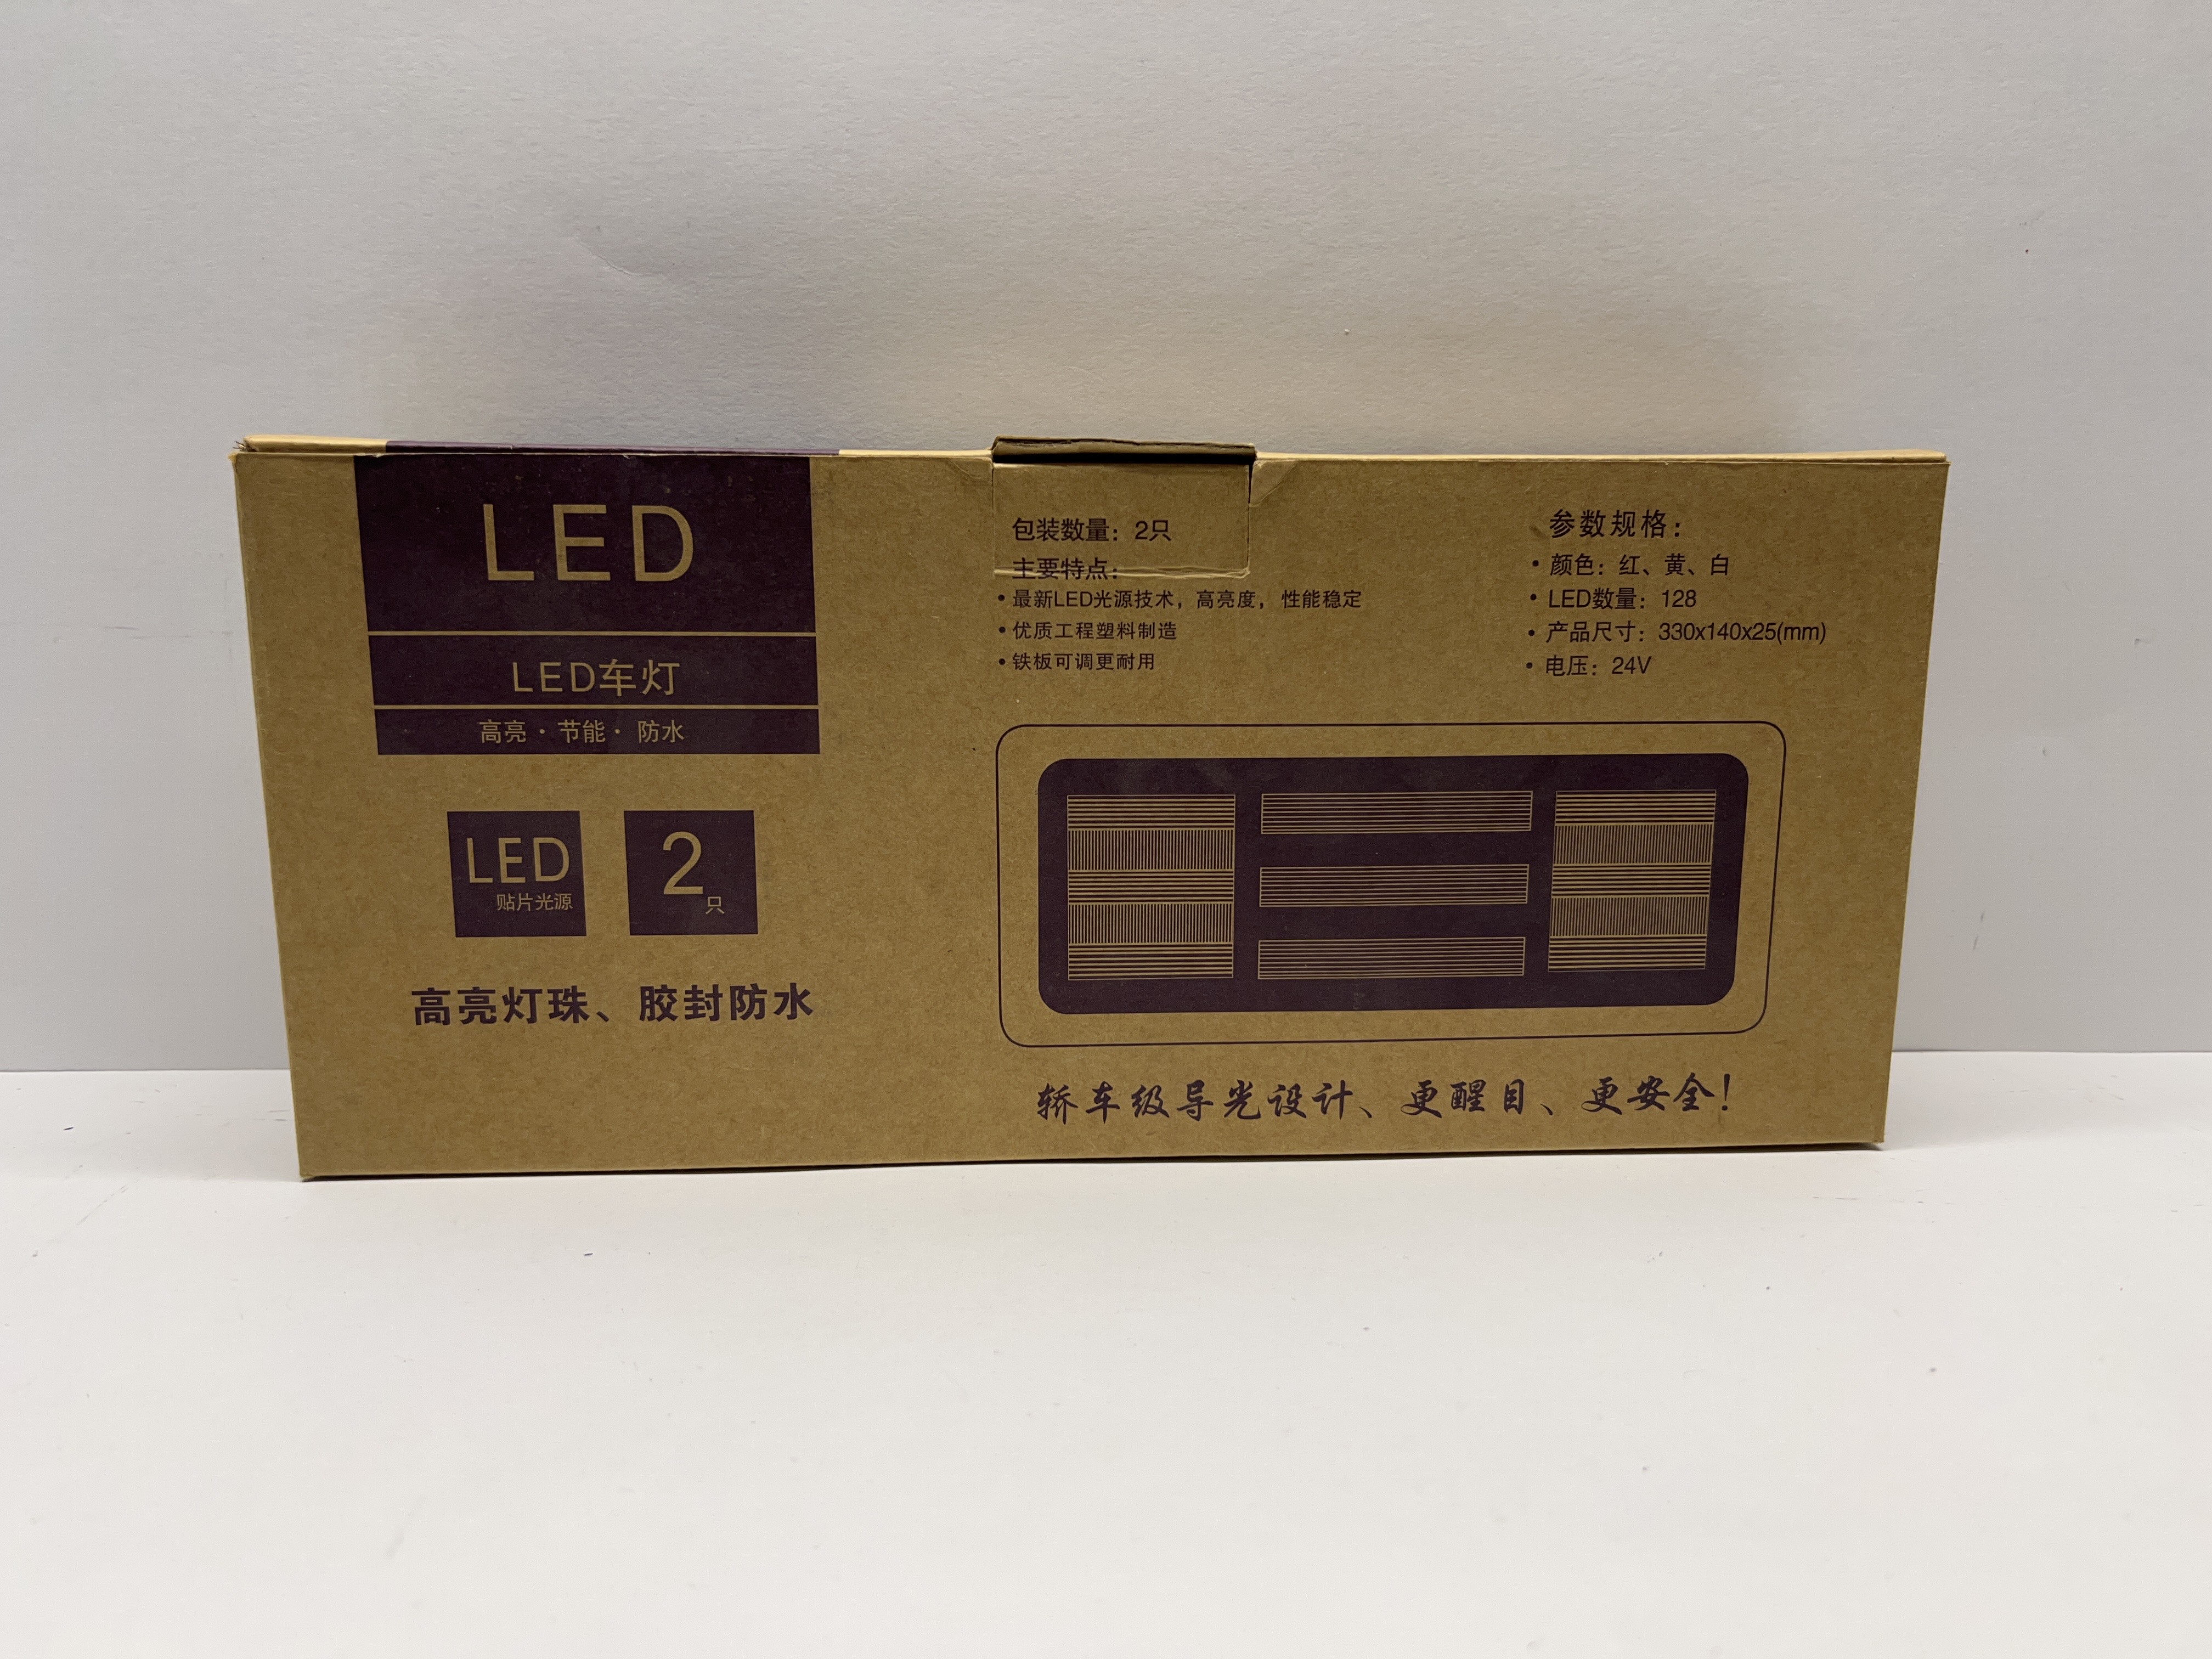 LED
LED车灯
高亮·节能·防水
LED
贴片光源
2只
高亮灯珠、胶封防水
包装数量：2只
主要特点：
•最新LED光源技术，高亮度，性能稳定
•优质工程塑料制造
•铁板可调更耐用
参数规格：
•颜色：红、黄、白
•LED数量：128
•产品尺寸：330x140x25(mm)
•电压：24V
轿车级导光设计、更醒目、更安全！